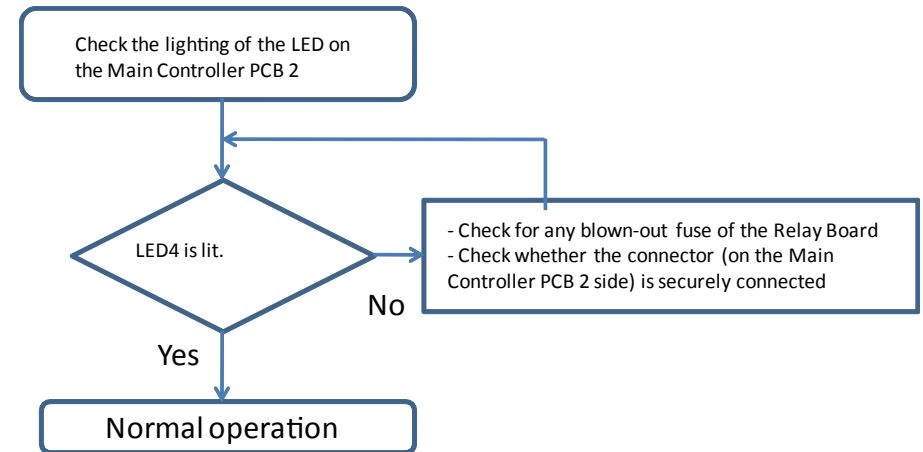 Check the lighting of the LED on
the Main Controller PCB 2
LED4 is lit.
- Check for any blown-out fuse of the Relay Board
- Check whether the connector (on the Main
Controller PCB 2 side) is securely connected
No
Yes
Normal operation